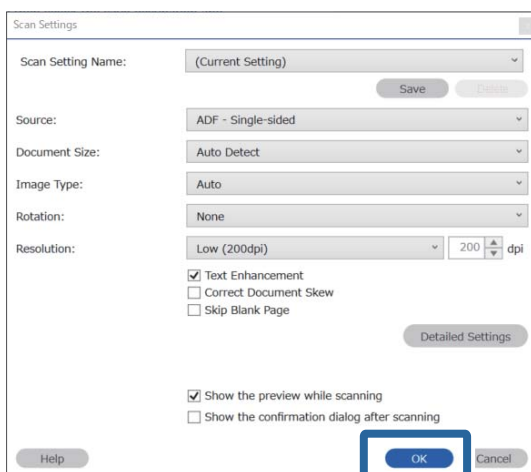 Scan Settings
Scan Setting Name: (Current Setting)
Save Delete
Source: ADF - Single-sided
Document Size: Auto Detect
Image Type: Auto
Rotation: None
Resolution: Low (200dpi) 200 dpi
Text Enhancement
Correct Document Skew
Skip Blank Page
Detailed Settings
Show the preview while scanning
Show the confirmation dialog after scanning
Help OK Cancel